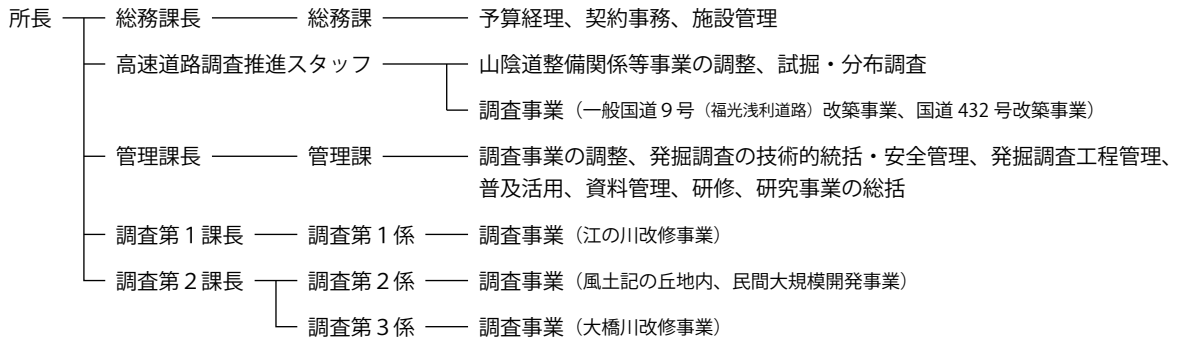 所長 総務課長 総務課 予算経理、契約事務、施設管理
高速道路調査推進スタッフ 山陰道整備関係等事業の調整、試掘・分布調査
調査事業（一般国道９号（福光浅利道路）改築事業、国道 432 号改築事業）
管理課長 管理課 調査事業の調整、発掘調査の技術的統括・安全管理、発掘調査工程管理、
普及活用、資料管理、研修、研究事業の総括
調査第１課長 調査第１係 調査事業（江の川改修事業）
調査第２課長 調査第２係 調査事業（風土記の丘地内、民間大規模開発事業）
調査第３係 調査事業（大橋川改修事業）